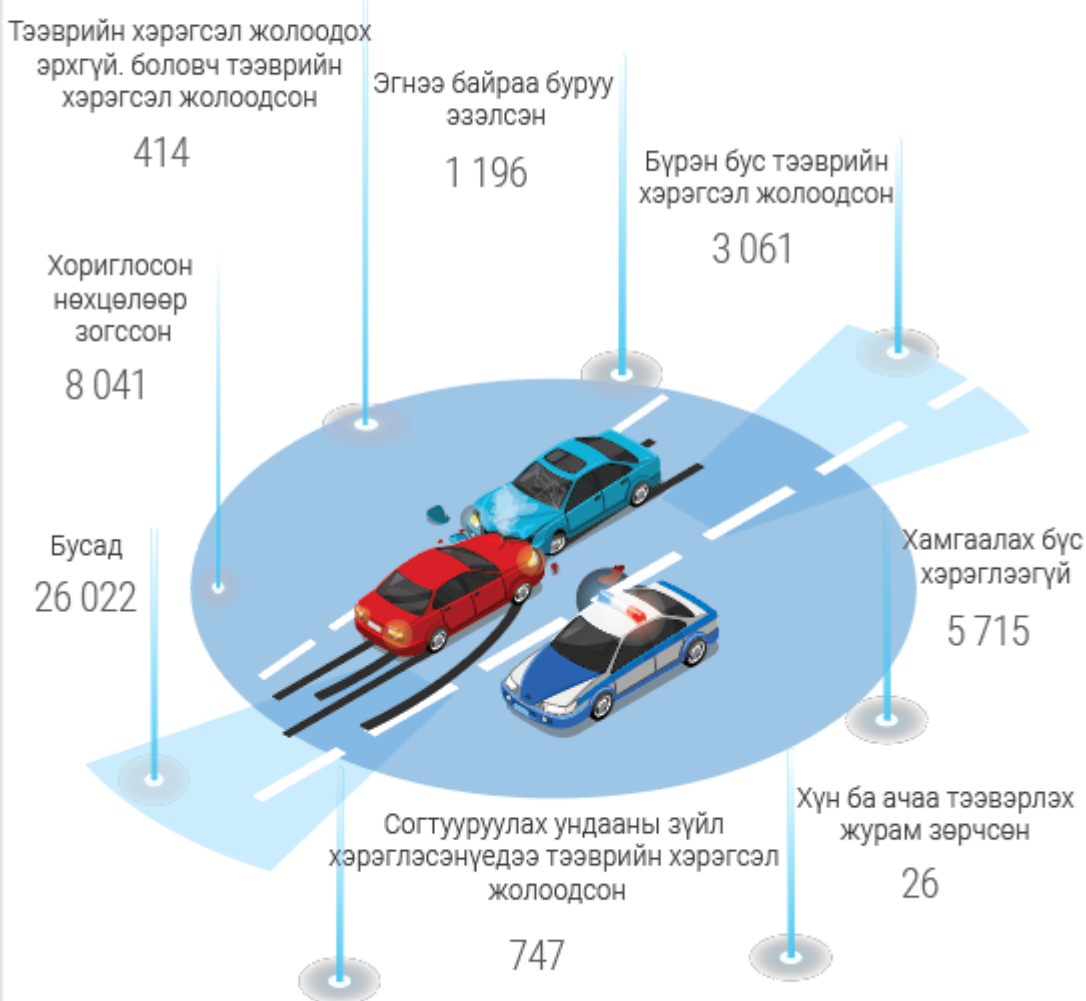 Тээврийн хэрэгсэл жолоодох
эрхгүй. боловч тээврийн
хэрэгсэл жолоодсон
414
Эгнээ байраа буруу
эзэлсэн
1 196
Бүрэн бус тээврийн
хэрэгсэл жолоодсон
3 061
Хориглосон
нөхцөлөөр
зогссон
8 041
Бусад
26 022
Хамгаалах бүс
хэрэглээгүй
5 715
Согтууруулах ундааны зүйл
хэрэглэсэнүедээ тээврийн хэрэгсэл
жолоодсон
747
Хүн ба ачаа тээвэрлэх
журам зөрчсөн
26